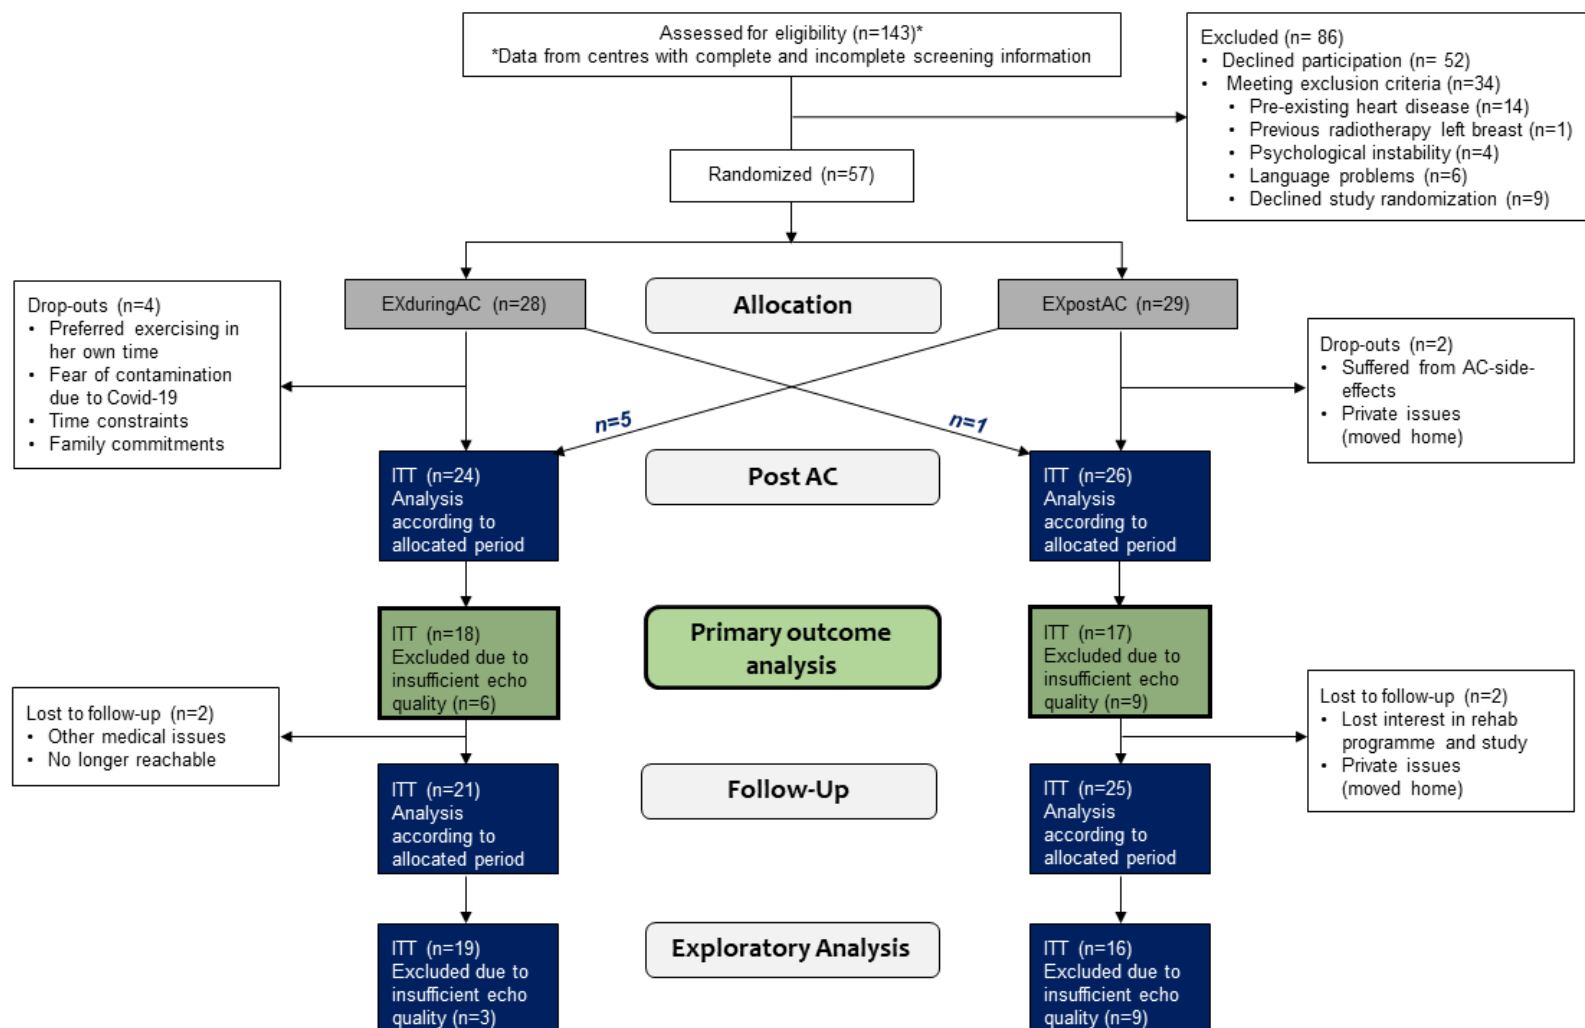 Assessed for eligibility (n=143)*
*Data from centres with complete and incomplete screening information
Excluded (n= 86)
• Declined participation (n= 52)
• Meeting exclusion criteria (n=34)
• Pre-existing heart disease (n=14)
• Previous radiotherapy left breast (n=1)
• Psychological instability (n=4)
• Language problems (n=6)
• Declined study randomization (n=9)
Randomized (n=57)
EXduringAC (n=28)
Allocation
EXpostAC (n=29)
Drop-outs (n=4)
• Preferred exercising in
her own time
• Fear of contamination
due to Covid-19
• Time constraints
• Family commitments
Drop-outs (n=2)
• Suffered from AC-side-
effects
• Private issues
(moved home)
n=5
n=1
ITT (n=24)
Analysis
according to
allocated period
Post AC
ITT (n=26)
Analysis
according to
allocated period
ITT (n=18)
Excluded due to
insufficient echo
quality (n=6)
Primary outcome
analysis
ITT (n=17)
Excluded due to
insufficient echo
quality (n=9)
Lost to follow-up (n=2)
• Other medical issues
• No longer reachable
Lost to follow-up (n=2)
• Lost interest in rehab
programme and study
• Private issues
(moved home)
ITT (n=21)
Analysis
according to
allocated period
Follow-Up
ITT (n=25)
Analysis
according to
allocated period
ITT (n=19)
Excluded due to
insufficient echo
quality (n=3)
Exploratory Analysis
ITT (n=16)
Excluded due to
insufficient echo
quality (n=9)